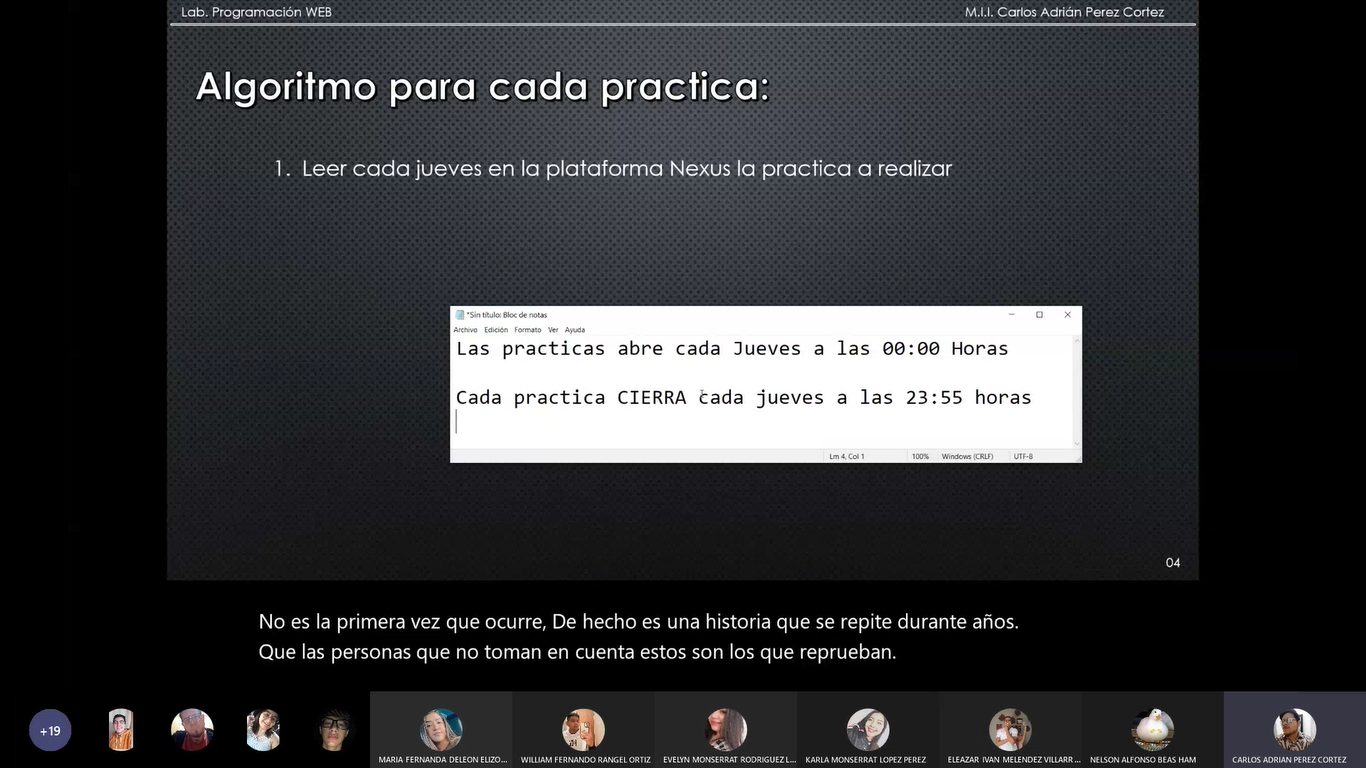 Lab. Programación WEB
M.I.I. Carlos Adrián Perez Cortez
Algoritmo para cada practica:
1. Leer cada jueves en la plataforma Nexus la practica a realizar
*Sin título: Bloc de notas
Archivo Edición Formato Ver Ayuda
Las practicas abre cada Jueves a las 00:00 Horas
Cada practica CIERRA cada jueves a las 23:55 horas
Lm 4, Col 1 100% Windows (CRLF) UTF-8
04
No es la primera vez que ocurre, De hecho es una historia que se repite durante años.
Que las personas que no toman en cuenta estos son los que reprueban.
+19
MARIA FERNANDA DELEON ELIZO...
WILLIAM FERNANDO RANGEL ORTIZ
EVELYN MONSERRAT RODRIGUEZ L...
KARLA MONSERRAT LOPEZ PEREZ
ELEAZAR IVAN MELENDEZ VILLARR...
NELSON ALFONSO BEAS HAM
CARLOS ADRIAN PEREZ CORTEZ